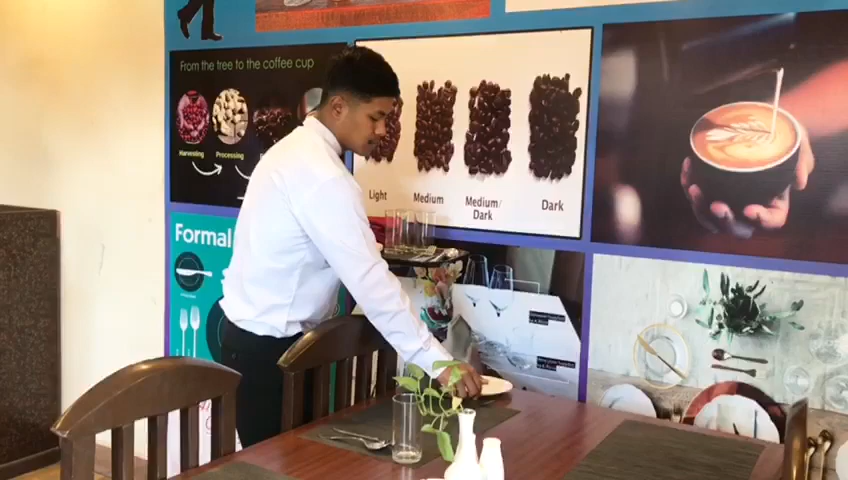 From the tree to the coffee cup
Harvesting
Processing
Light
Medium
Medium/
Dark
Dark
Formal